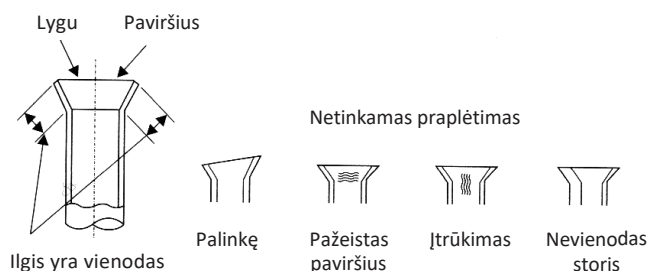 Lygu
Paviršius
Netinkamas praplėtimas
Ilgis yra vienodas
Palinkę
Pažeistas
paviršius
Įtrūkimas
Nevienodas
storis